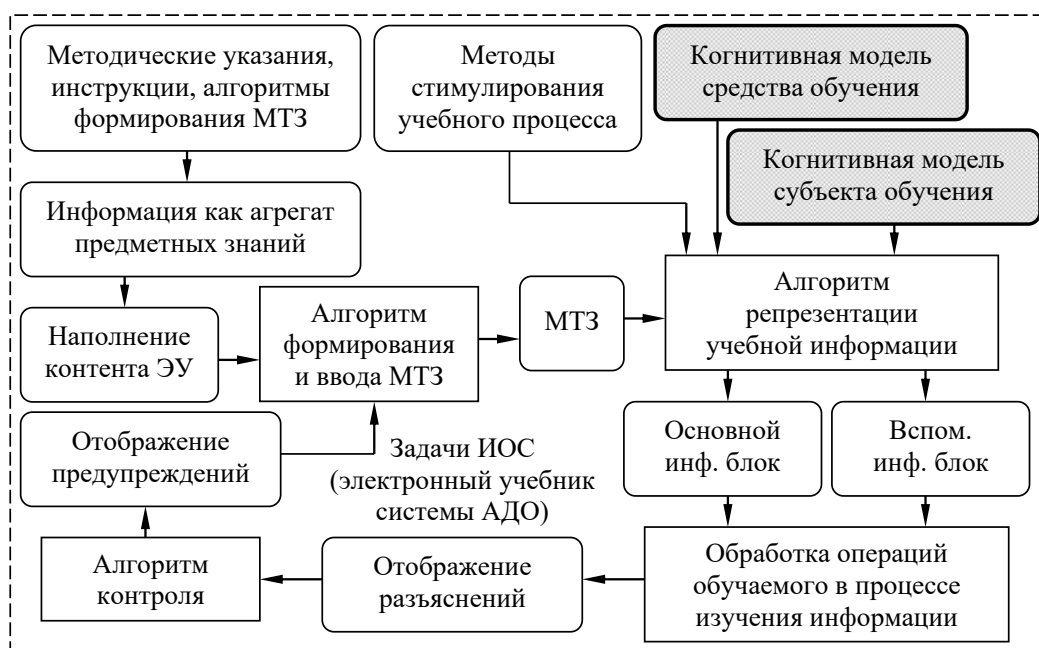 Методические указания,
инструкции, алгоритмы
формирования МТЗ
Методы
стимулирования
учебного процесса
Когнитивная модель
средства обучения
Когнитивная модель
субъекта обучения
Информация как агрегат
предметных знаний
Наполнение
контента ЭУ
Алгоритм
формирования
и ввода МТЗ
МТЗ
Алгоритм
репрезентации
учебной информации
Отображение
предупреждений
Задачи ИОС
(электронный учебник
системы АДО)
Основной
инф. блок
Вспом.
инф. блок
Алгоритм
контроля
Отображение
разъяснений
Обработка операций
обучаемого в процессе
изучения информации